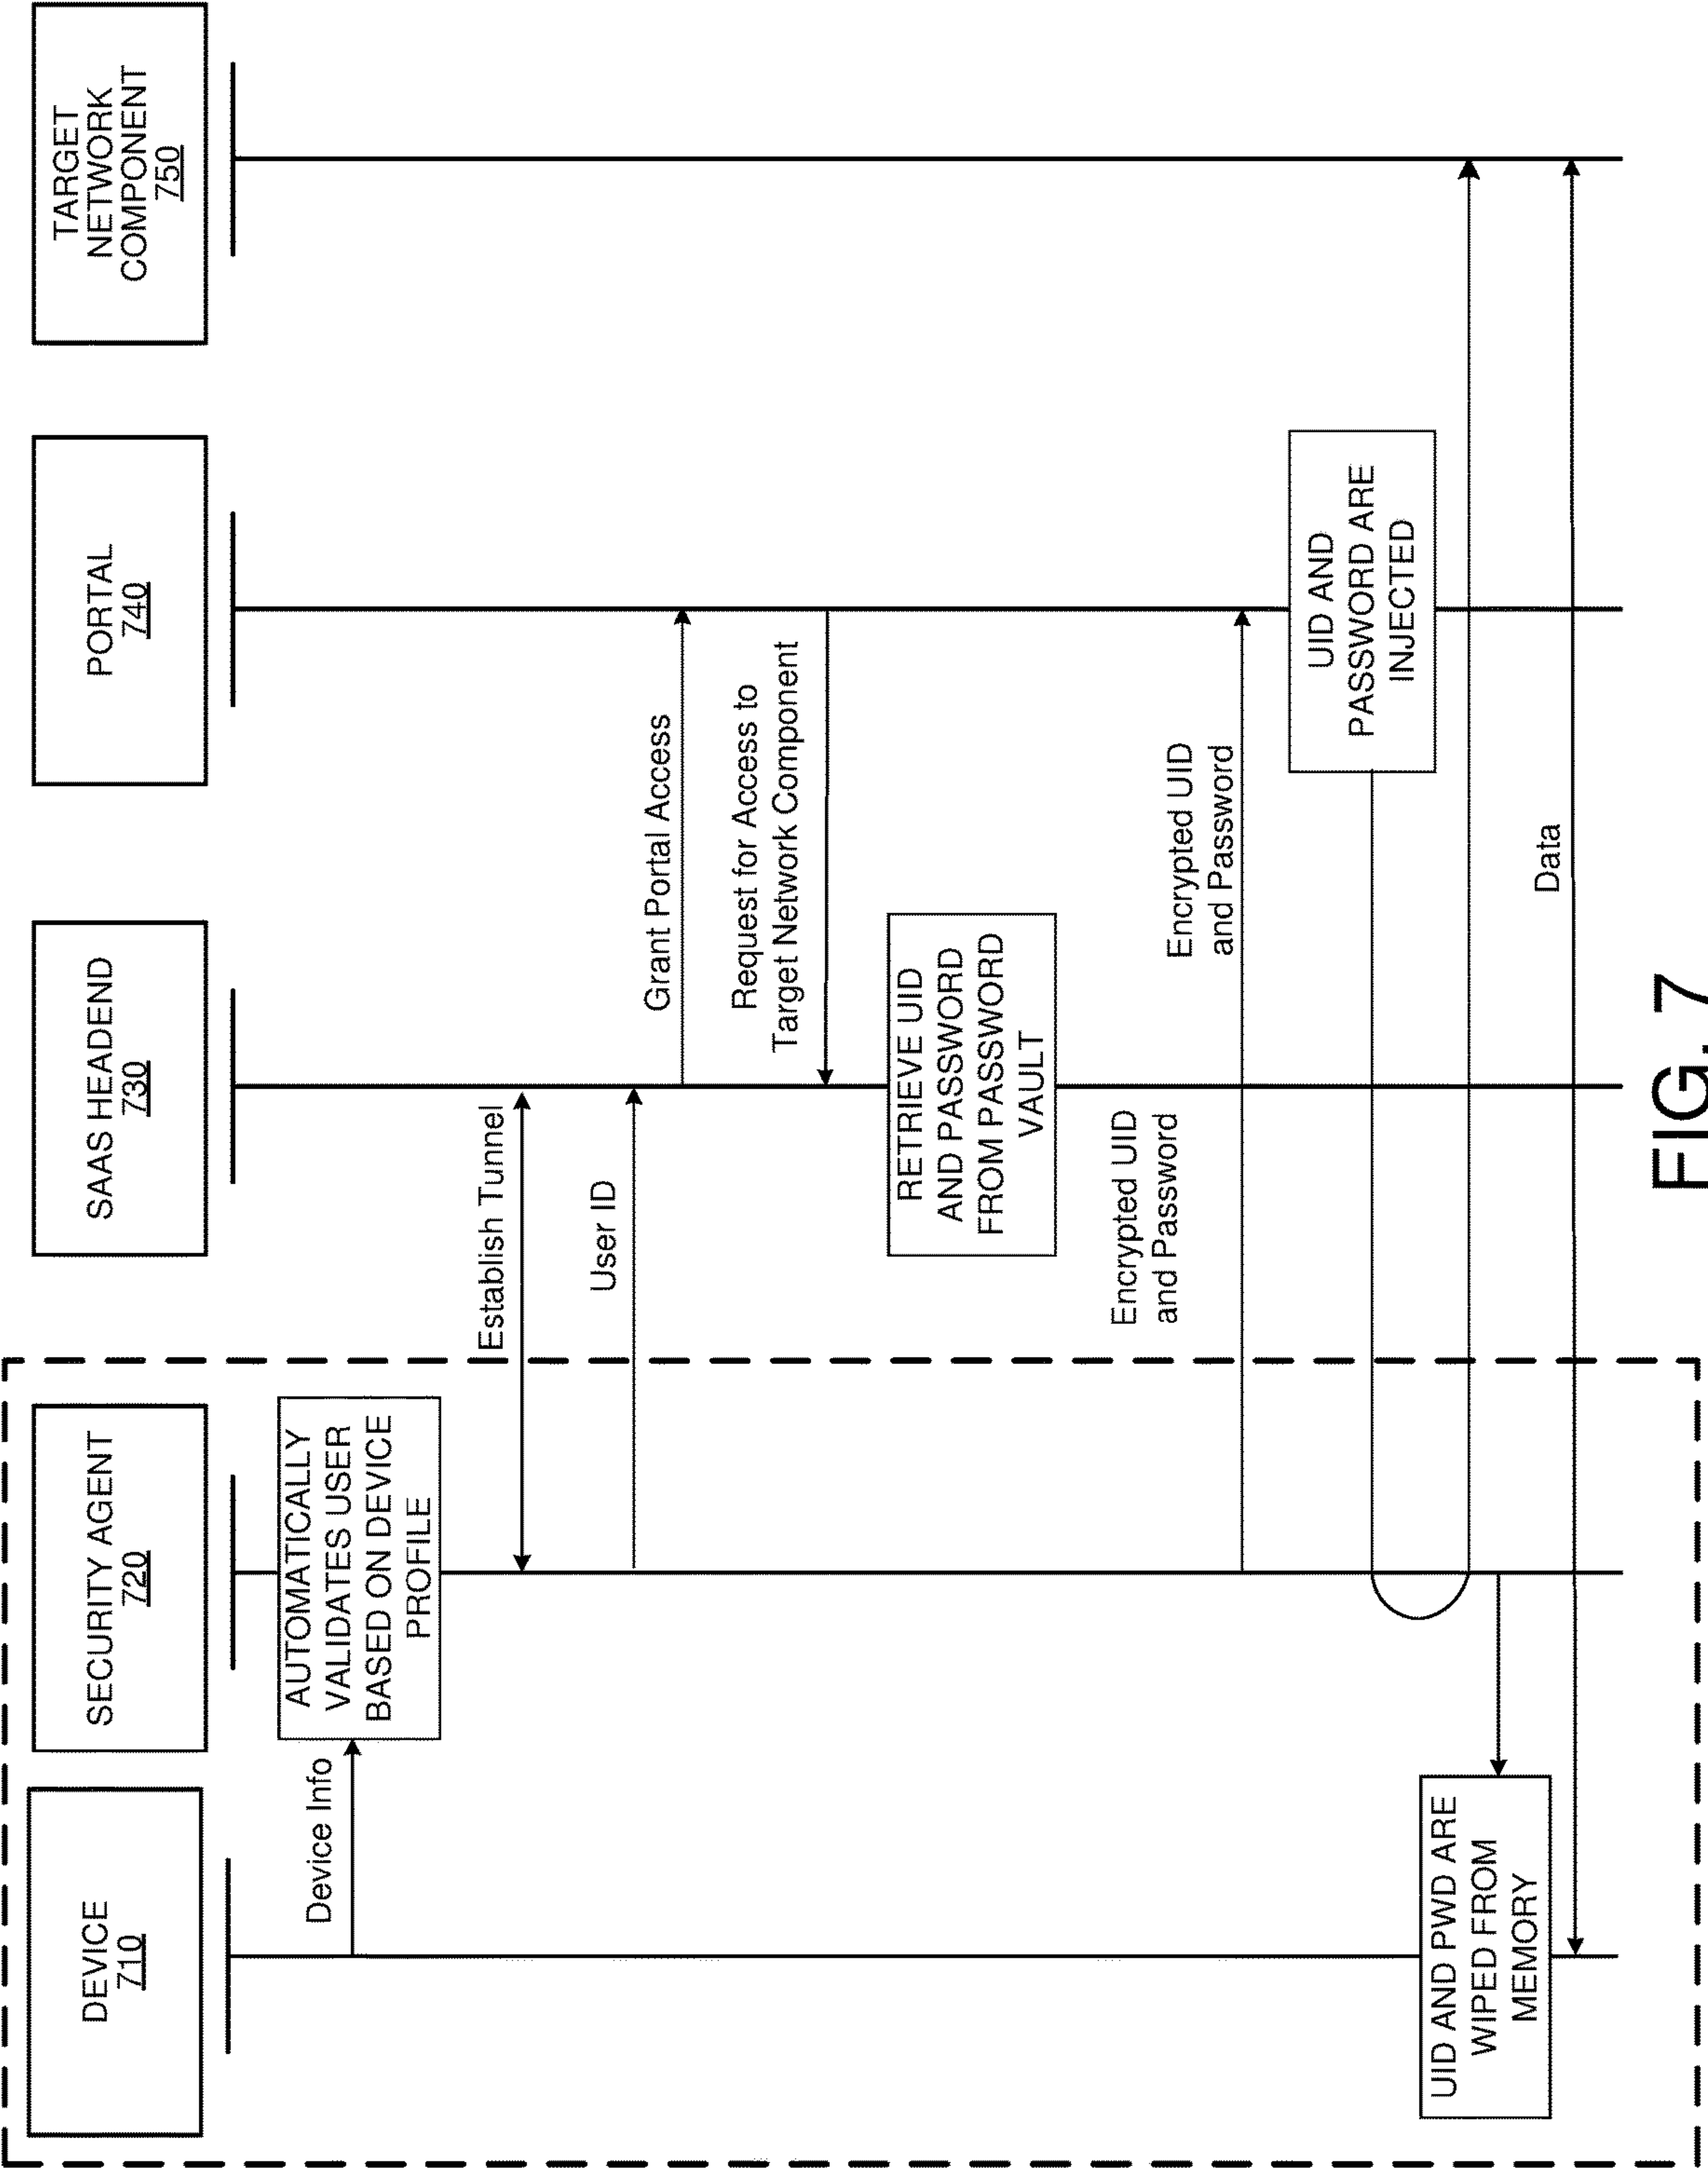 DEVICE
710
SECURITY AGENT
720
SAAS HEADEND
730
PORTAL
740
TARGET
NETWORK
COMPONENT
750
Device Info
AUTOMATICALLY
VALIDATES USER
BASED ON DEVICE
PROFILE
Establish Tunnel
User ID
Grant Portal Access
Request for Access to
Target Network Component
RETRIEVE UID
AND PASSWORD
FROM PASSWORD
VAULT
Encrypted UID
and Password
Encrypted UID
and Password
UID AND
PASSWORD ARE
INJECTED
UID AND PWD ARE
WIPED FROM
MEMORY
Data
FIG. 7